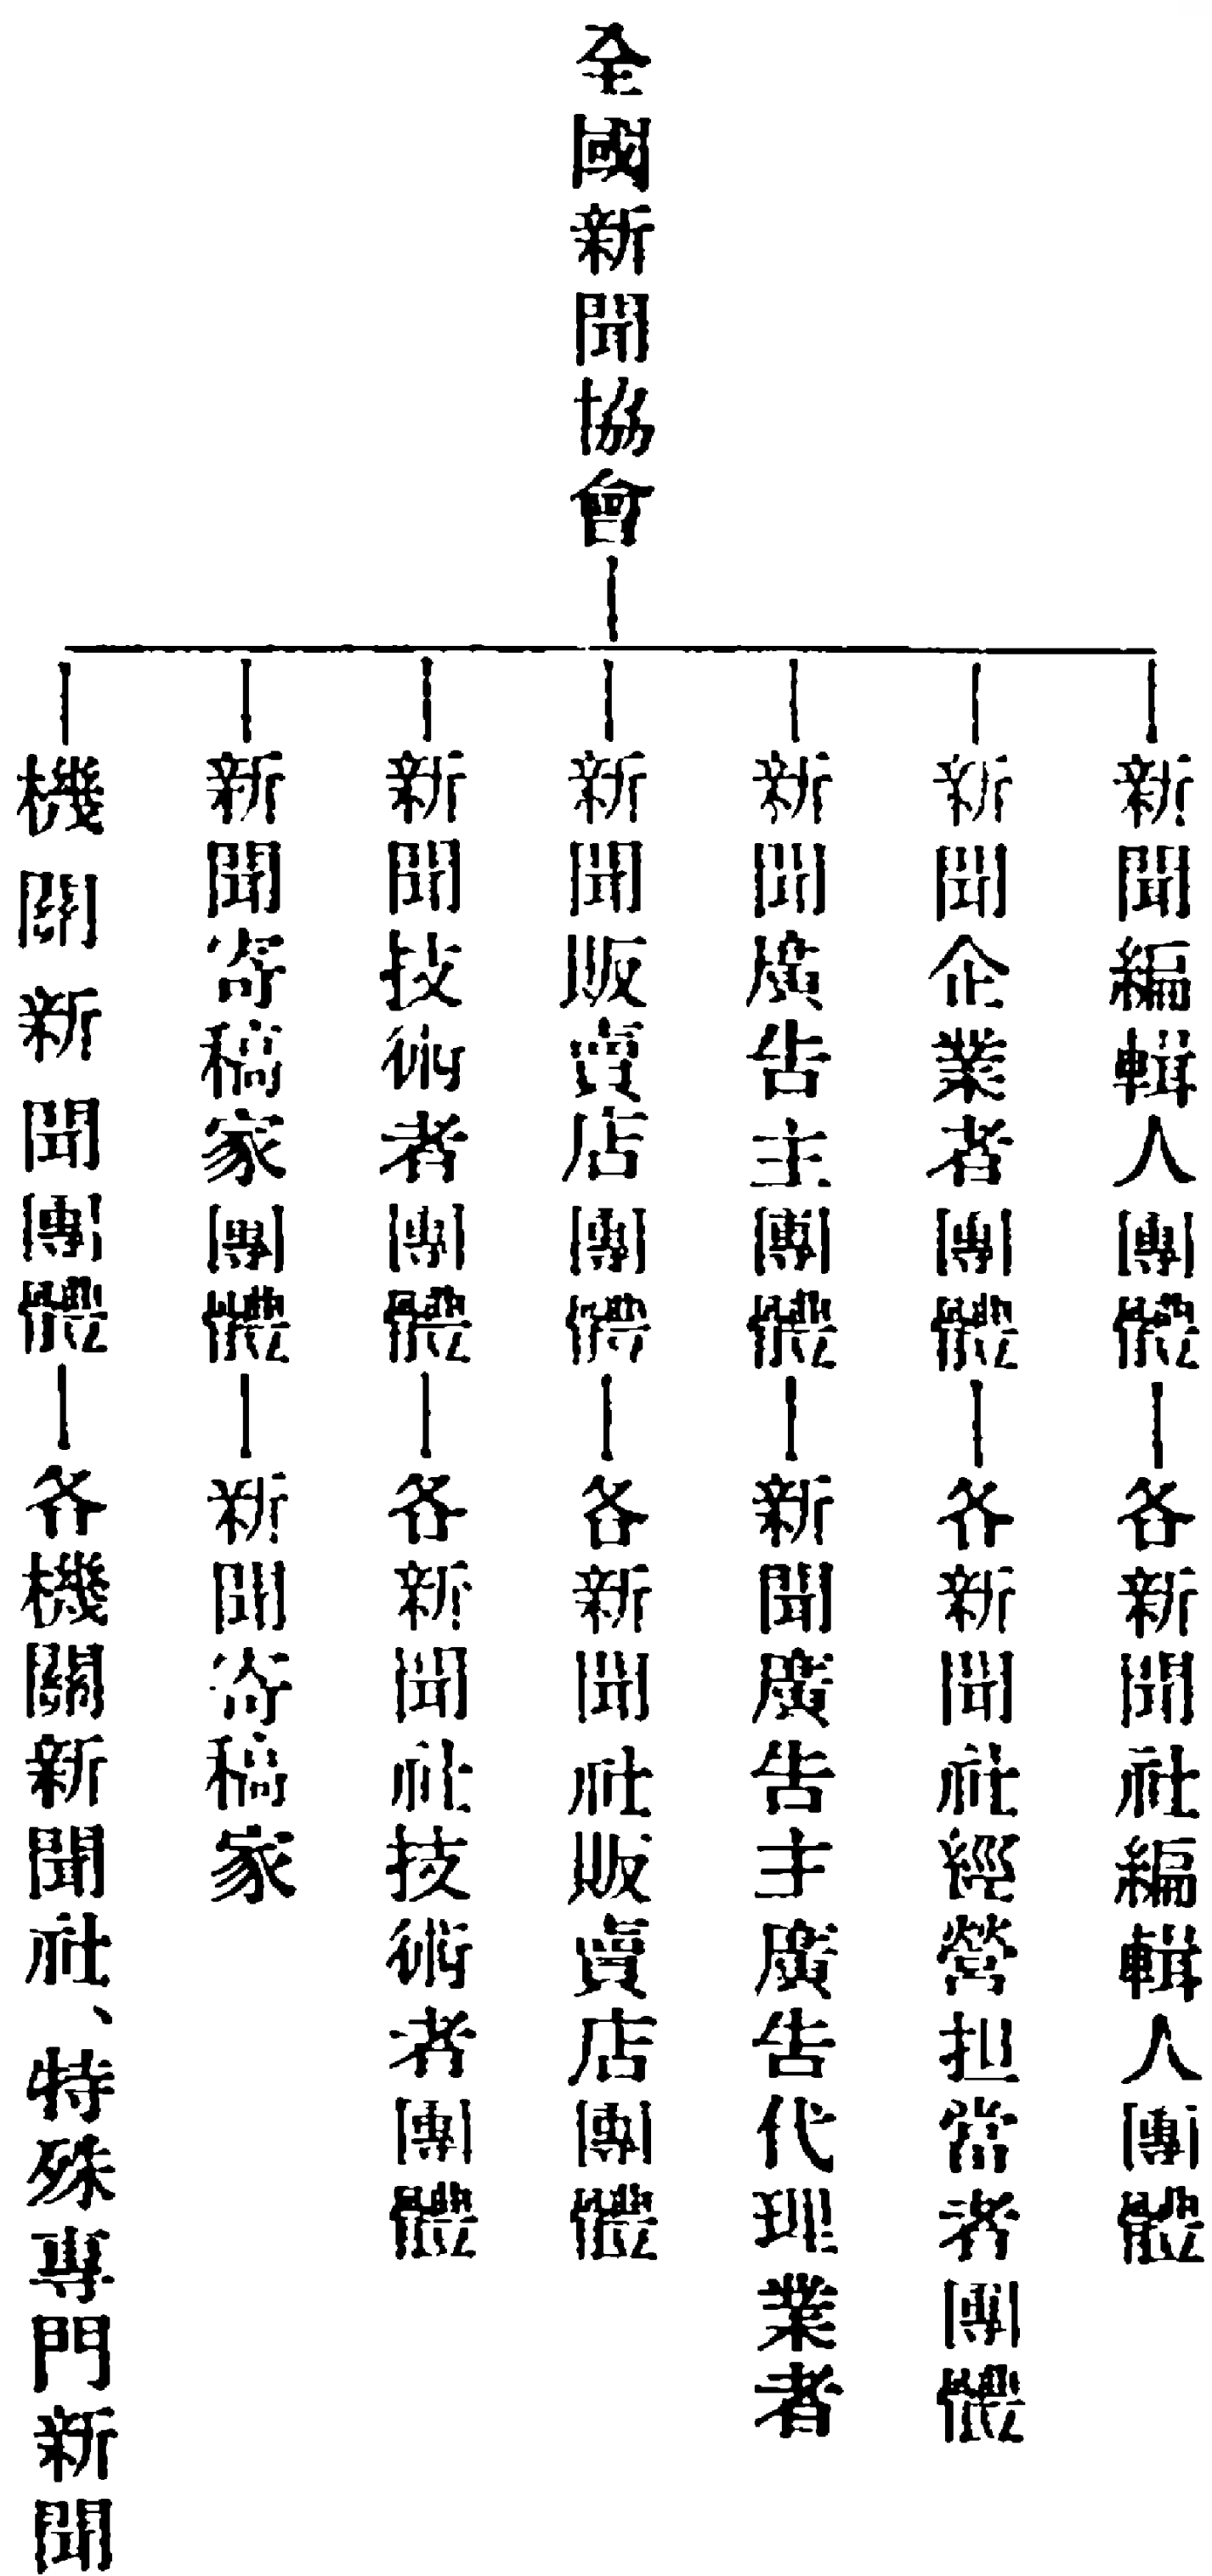 全國新聞協會
新聞編輯人團體
各新聞社編輯人團體
新聞企業者團體
各新聞社經營担當者團體
新聞廣告主團體
新聞廣告主廣告代理業者
新聞販賣店團體
各新聞社販賣店團體
新聞技術者團體
各新聞社技術者團體
新聞寄稿家團體
新聞寄稿家
機關新聞團體
各機關新聞社、特殊專門新聞